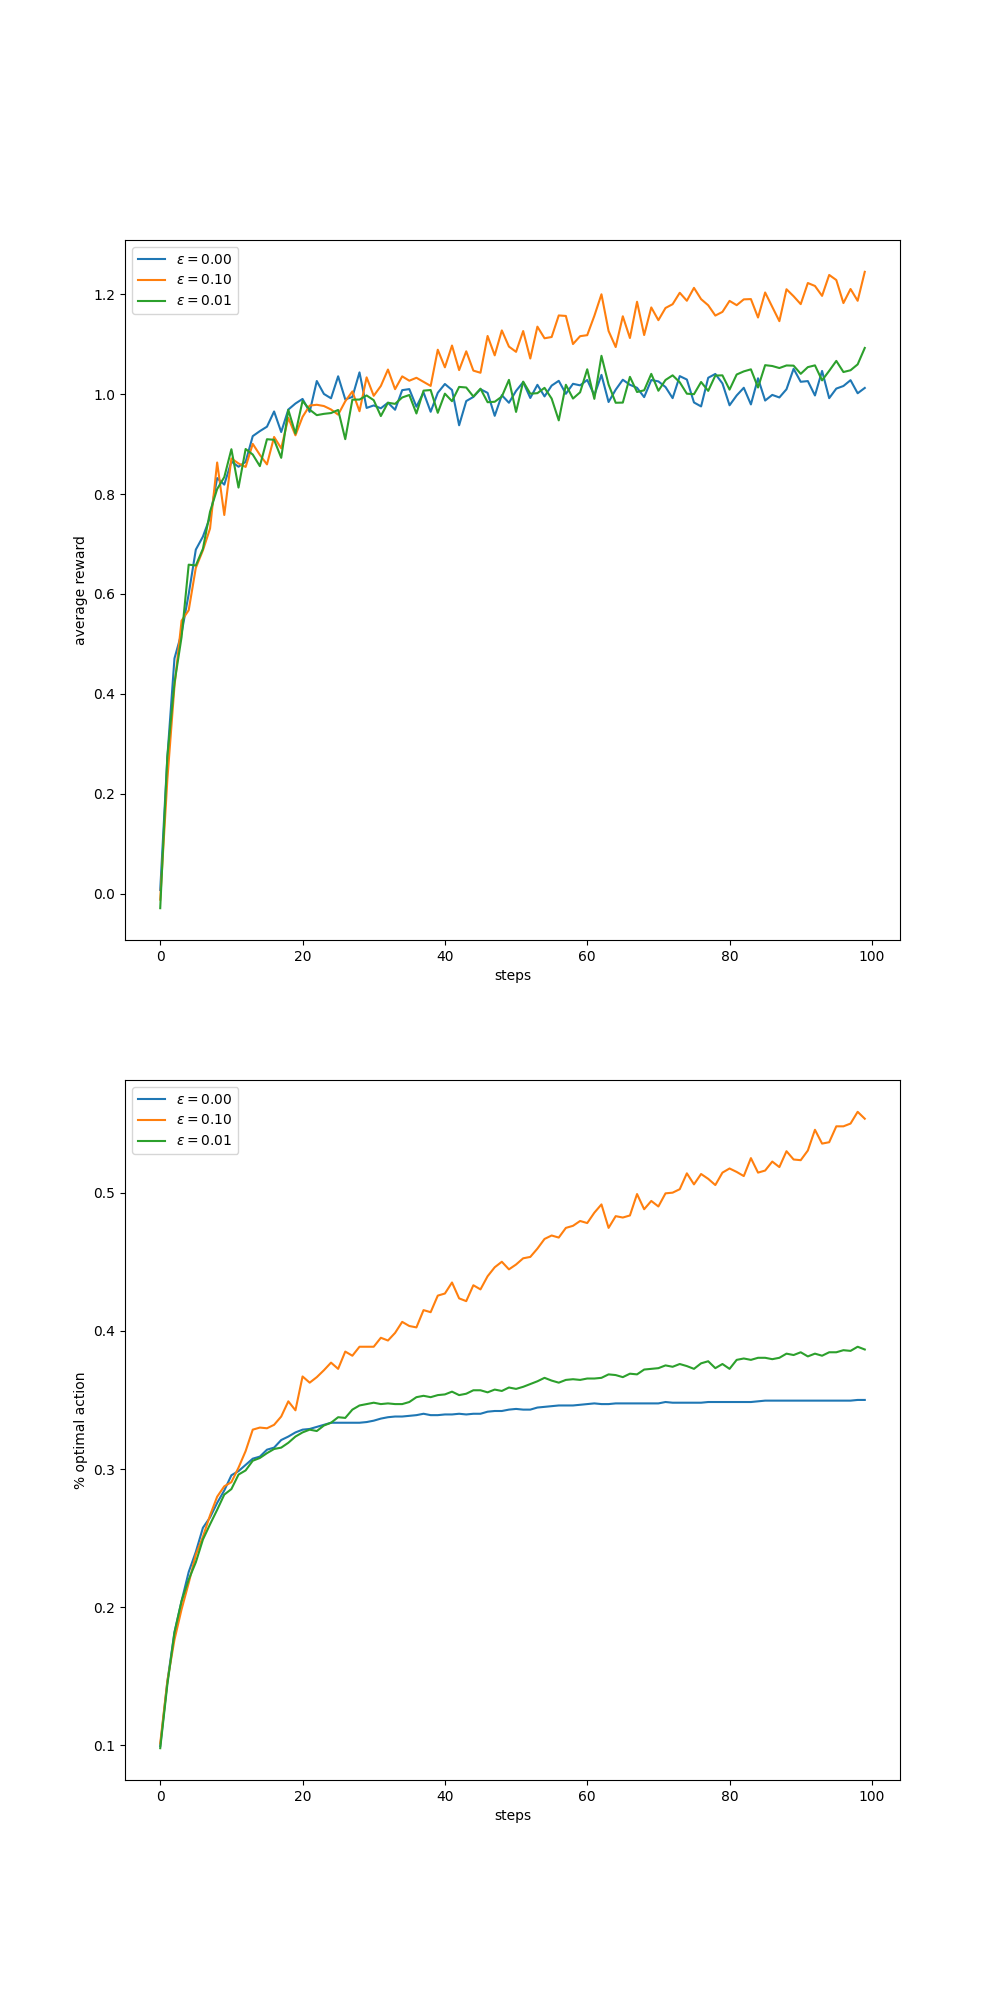 ε = 0.00
ε = 0.10
ε = 0.01
1.2
1.0
0.8
0.6
0.4
0.2
0.0
average reward
0 20 40 60 80 100
steps
ε = 0.00
ε = 0.10
ε = 0.01
0.5
0.4
0.3
0.2
0.1
% optimal action
0 20 40 60 80 100
steps